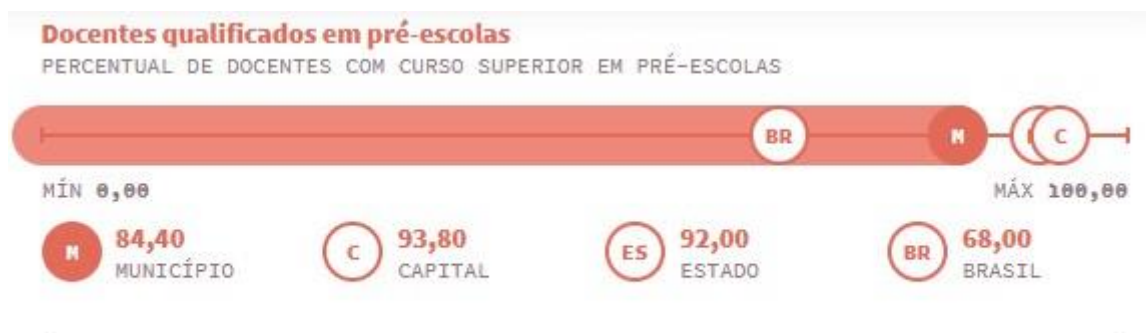 Docentes qualificados em pré-escolas
PERCENTUAL DE DOCENTES COM CURSO SUPERIOR EM PRÉ-ESCOLAS
BR M C
MÍN 0,00 MÁX 100,00
M 84,40 MUNICÍPIO
C 93,80 CAPITAL
ES 92,00 ESTADO
BR 68,00 BRASIL